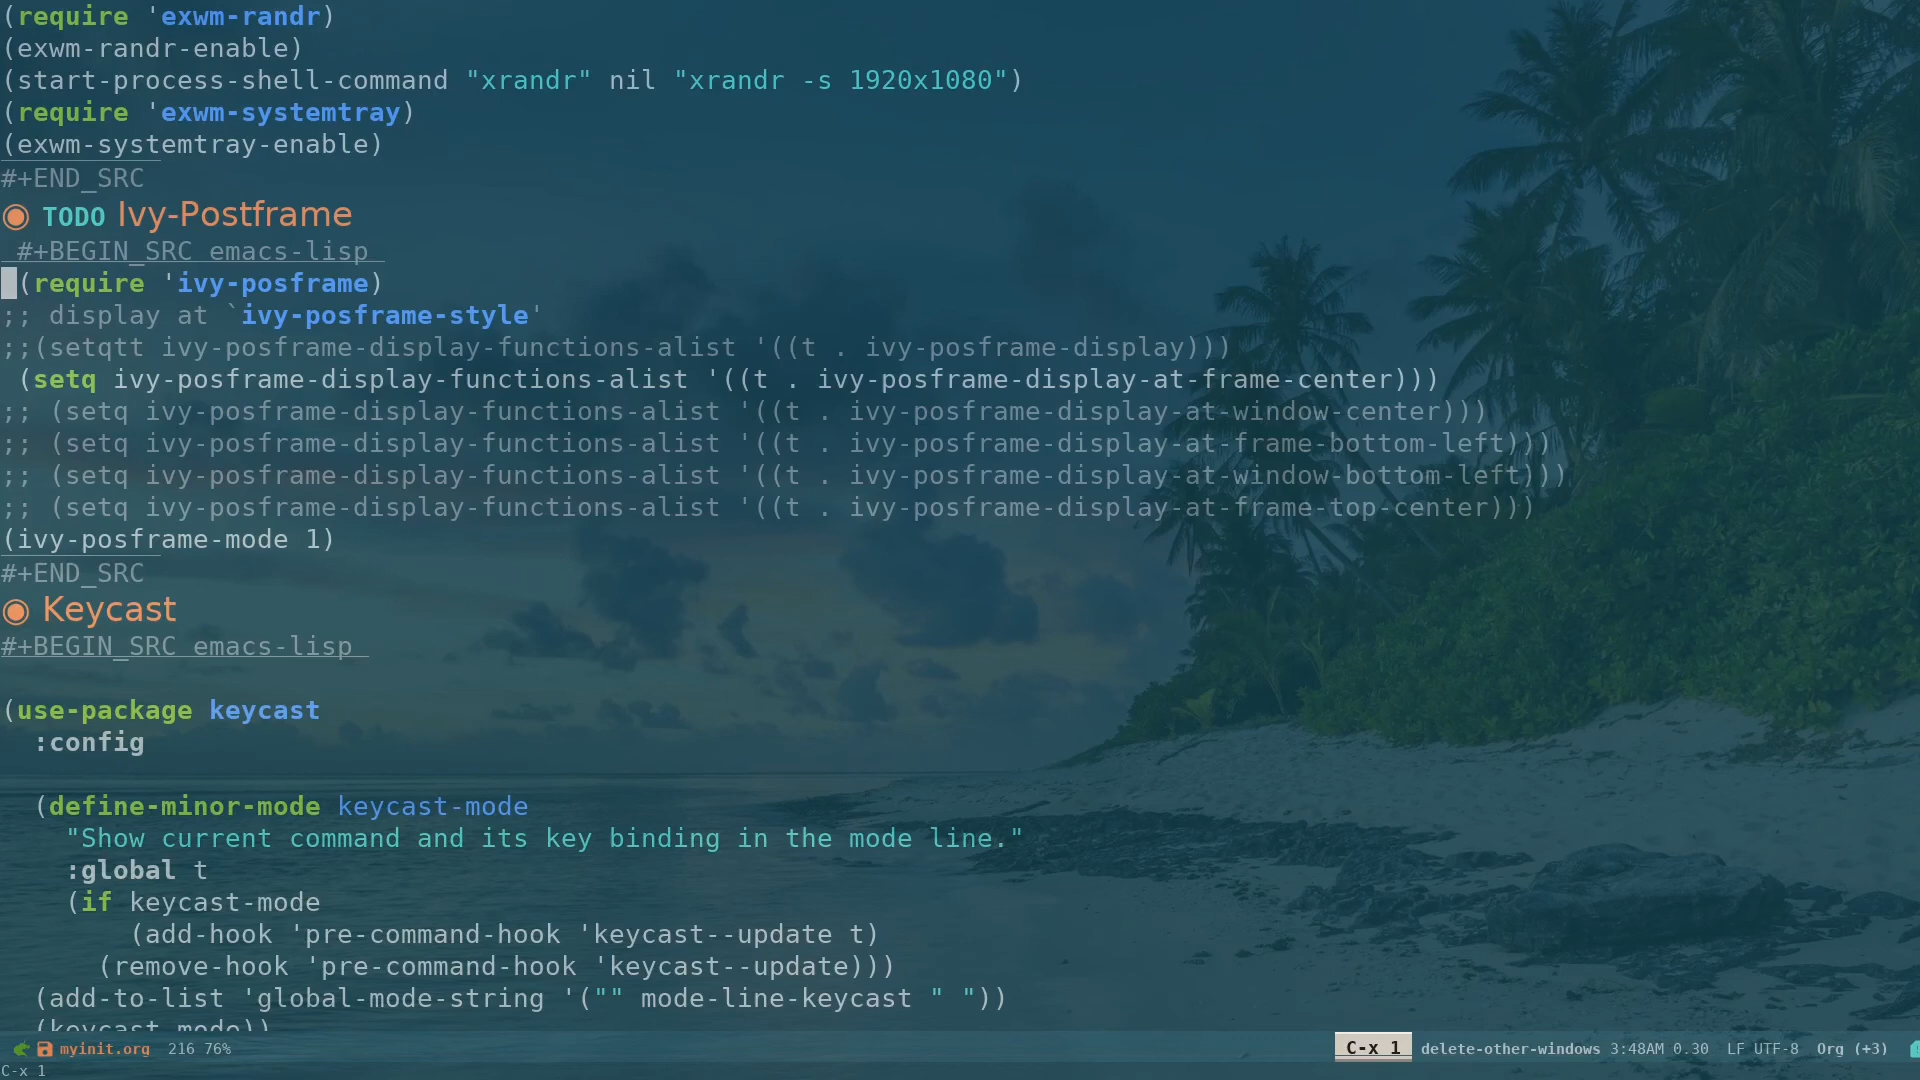 (require 'exwm-randr)
(exwm-randr-enable)
(start-process-shell-command "xrandr" nil "xrandr -s 1920x1080")
(require 'exwm-systemtray)
(exwm-systemtray-enable)
#+END_SRC
◉ TODO Ivy-Postframe
#+BEGIN_SRC emacs-lisp
(require 'ivy-posframe)
;; display at `ivy-posframe-style'
;;(setqtt ivy-posframe-display-functions-alist '((t . ivy-posframe-display)))
(setq ivy-posframe-display-functions-alist '((t . ivy-posframe-display-at-frame-center)))
;; (setq ivy-posframe-display-functions-alist '((t . ivy-posframe-display-at-window-center)))
;; (setq ivy-posframe-display-functions-alist '((t . ivy-posframe-display-at-frame-bottom-left)))
;; (setq ivy-posframe-display-functions-alist '((t . ivy-posframe-display-at-window-bottom-left)))
;; (setq ivy-posframe-display-functions-alist '((t . ivy-posframe-display-at-frame-top-center)))
(ivy-posframe-mode 1)
#+END_SRC
◉ Keycast
#+BEGIN_SRC emacs-lisp
(use-package keycast
:config
(define-minor-mode keycast-mode
"Show current command and its key binding in the mode line."
:global t
(if keycast-mode
(add-hook 'pre-command-hook 'keycast--update t)
(remove-hook 'pre-command-hook 'keycast--update)))
(add-to-list 'global-mode-string '("" mode-line-keycast " "))
(keycast-mode))
myinit.org 216 76% C-x 1 delete-other-windows 3:48AM 0.30 LF UTF-8 Org (+3)
C-x 1